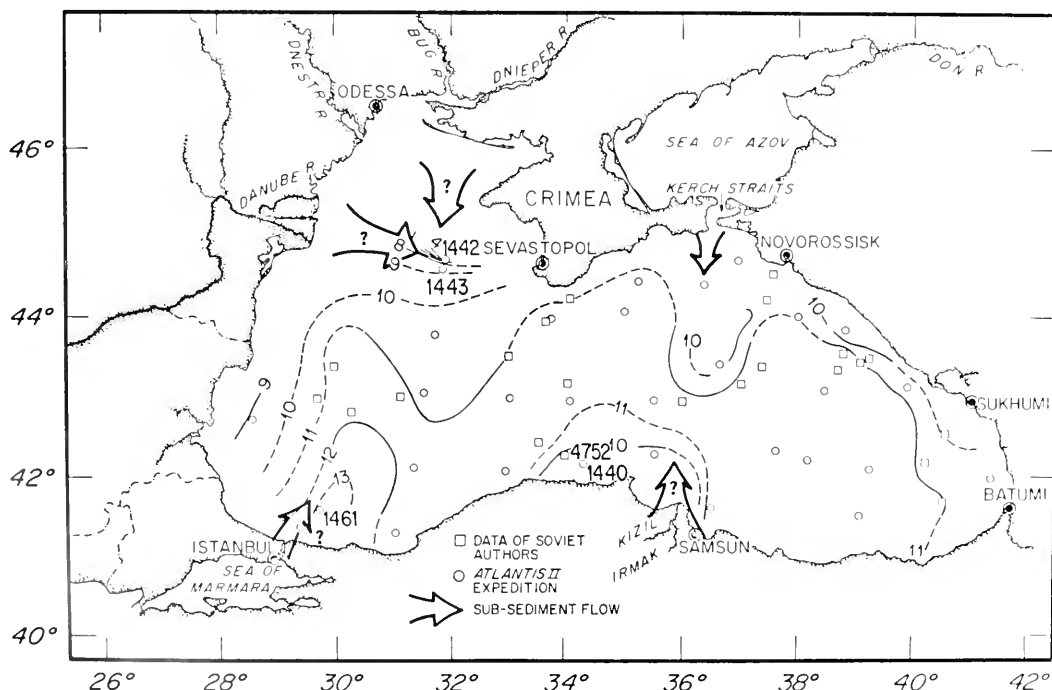 DNESTR R
BUG R
DNIEPER R
DON R
ODESSA
46°
SEA OF AZOV
DANUBE R
?
CRIMEA
KERCH STRAITS
?
8
8
1442
SEVASTOPOL
NOVOROSSISK
9
1443
10
10
10
44°
9
10
11
12
13
11
10
4752
1440
SUKHUMI
42°
?
1461
?
BATUMI
ISTANBUL
KIZIL
IRMAK
SAMSUN
11
SEA OF
MARMARA
DATA OF SOVIET
AUTHORS
ATLANTIS II
EXPEDITION
SUB-SEDIMENT FLOW
40°
26°
28°
30°
32°
34°
36°
38°
40°
42°